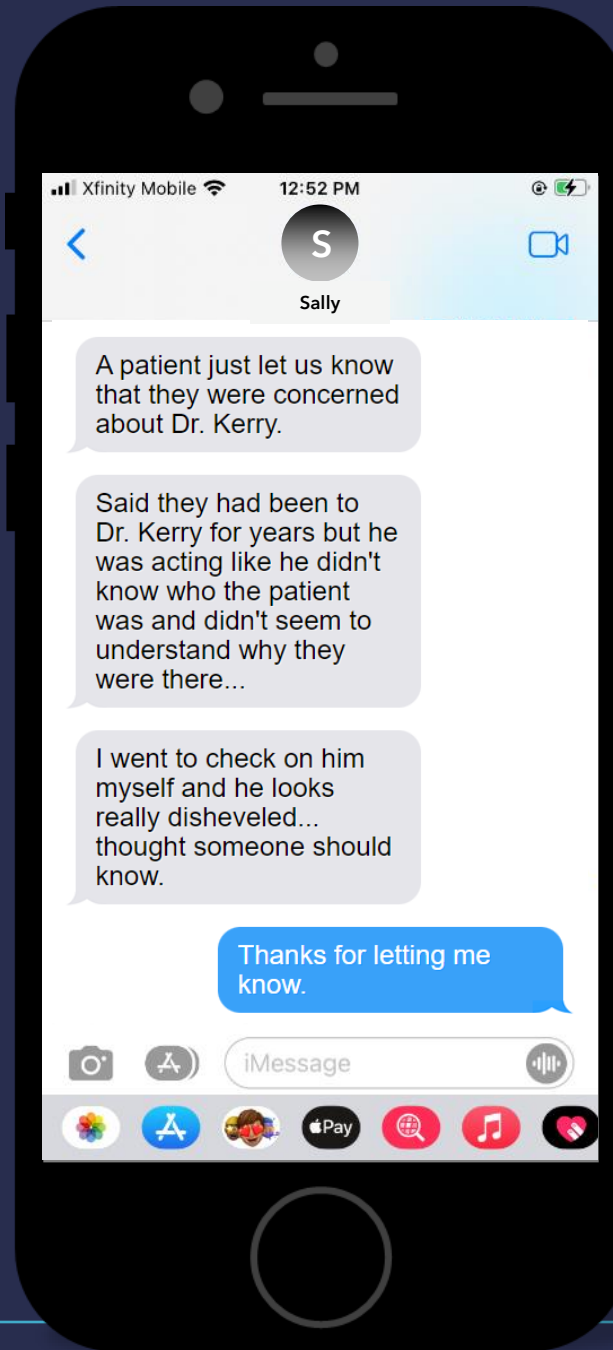 Xfinity Mobile 12:52 PM
S
Sally
A patient just let us know
that they were concerned
about Dr. Kerry.
Said they had been to
Dr. Kerry for years but he
was acting like he didn't
know who the patient
was and didn't seem to
understand why they
were there...
I went to check on him
myself and he looks
really disheveled...
thought someone should
know.
Thanks for letting me
know.
iMessage
Pay